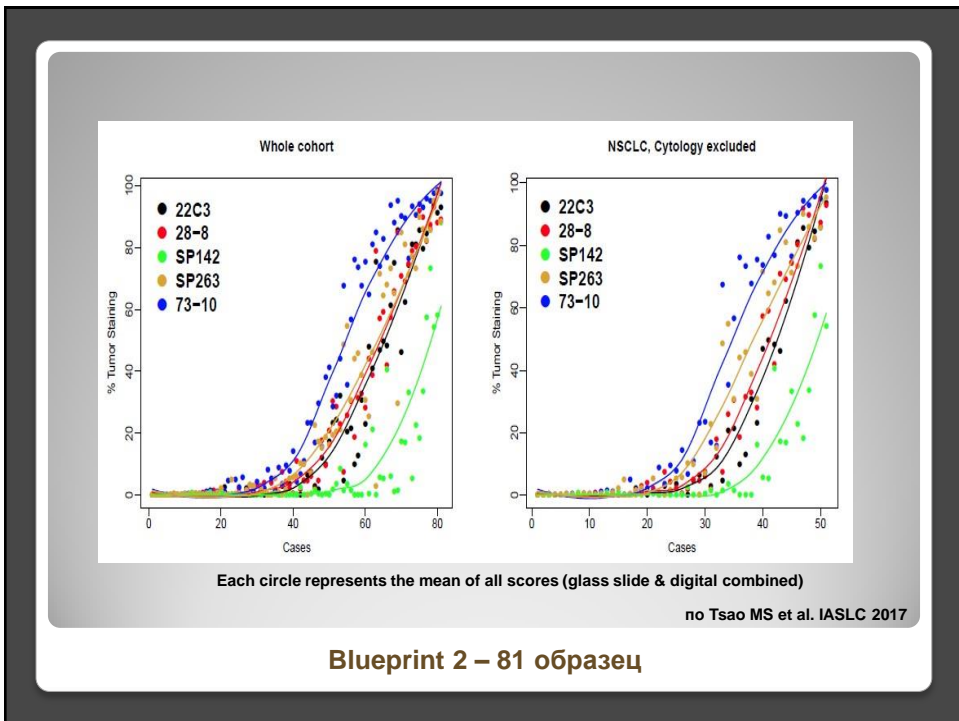 Whole cohort
NSCLC, Cytology excluded
% Tumor Staining
100
80
60
40
20
0
22C3
28−8
SP142
SP263
73−10
0 20 40 60 80
Cases
% Tumor Staining
100
80
60
40
20
0
22C3
28−8
SP142
SP263
73−10
0 10 20 30 40 50
Cases
Each circle represents the mean of all scores (glass slide & digital combined)
по Tsao MS et al. IASLC 2017
Blueprint 2 – 81 образец